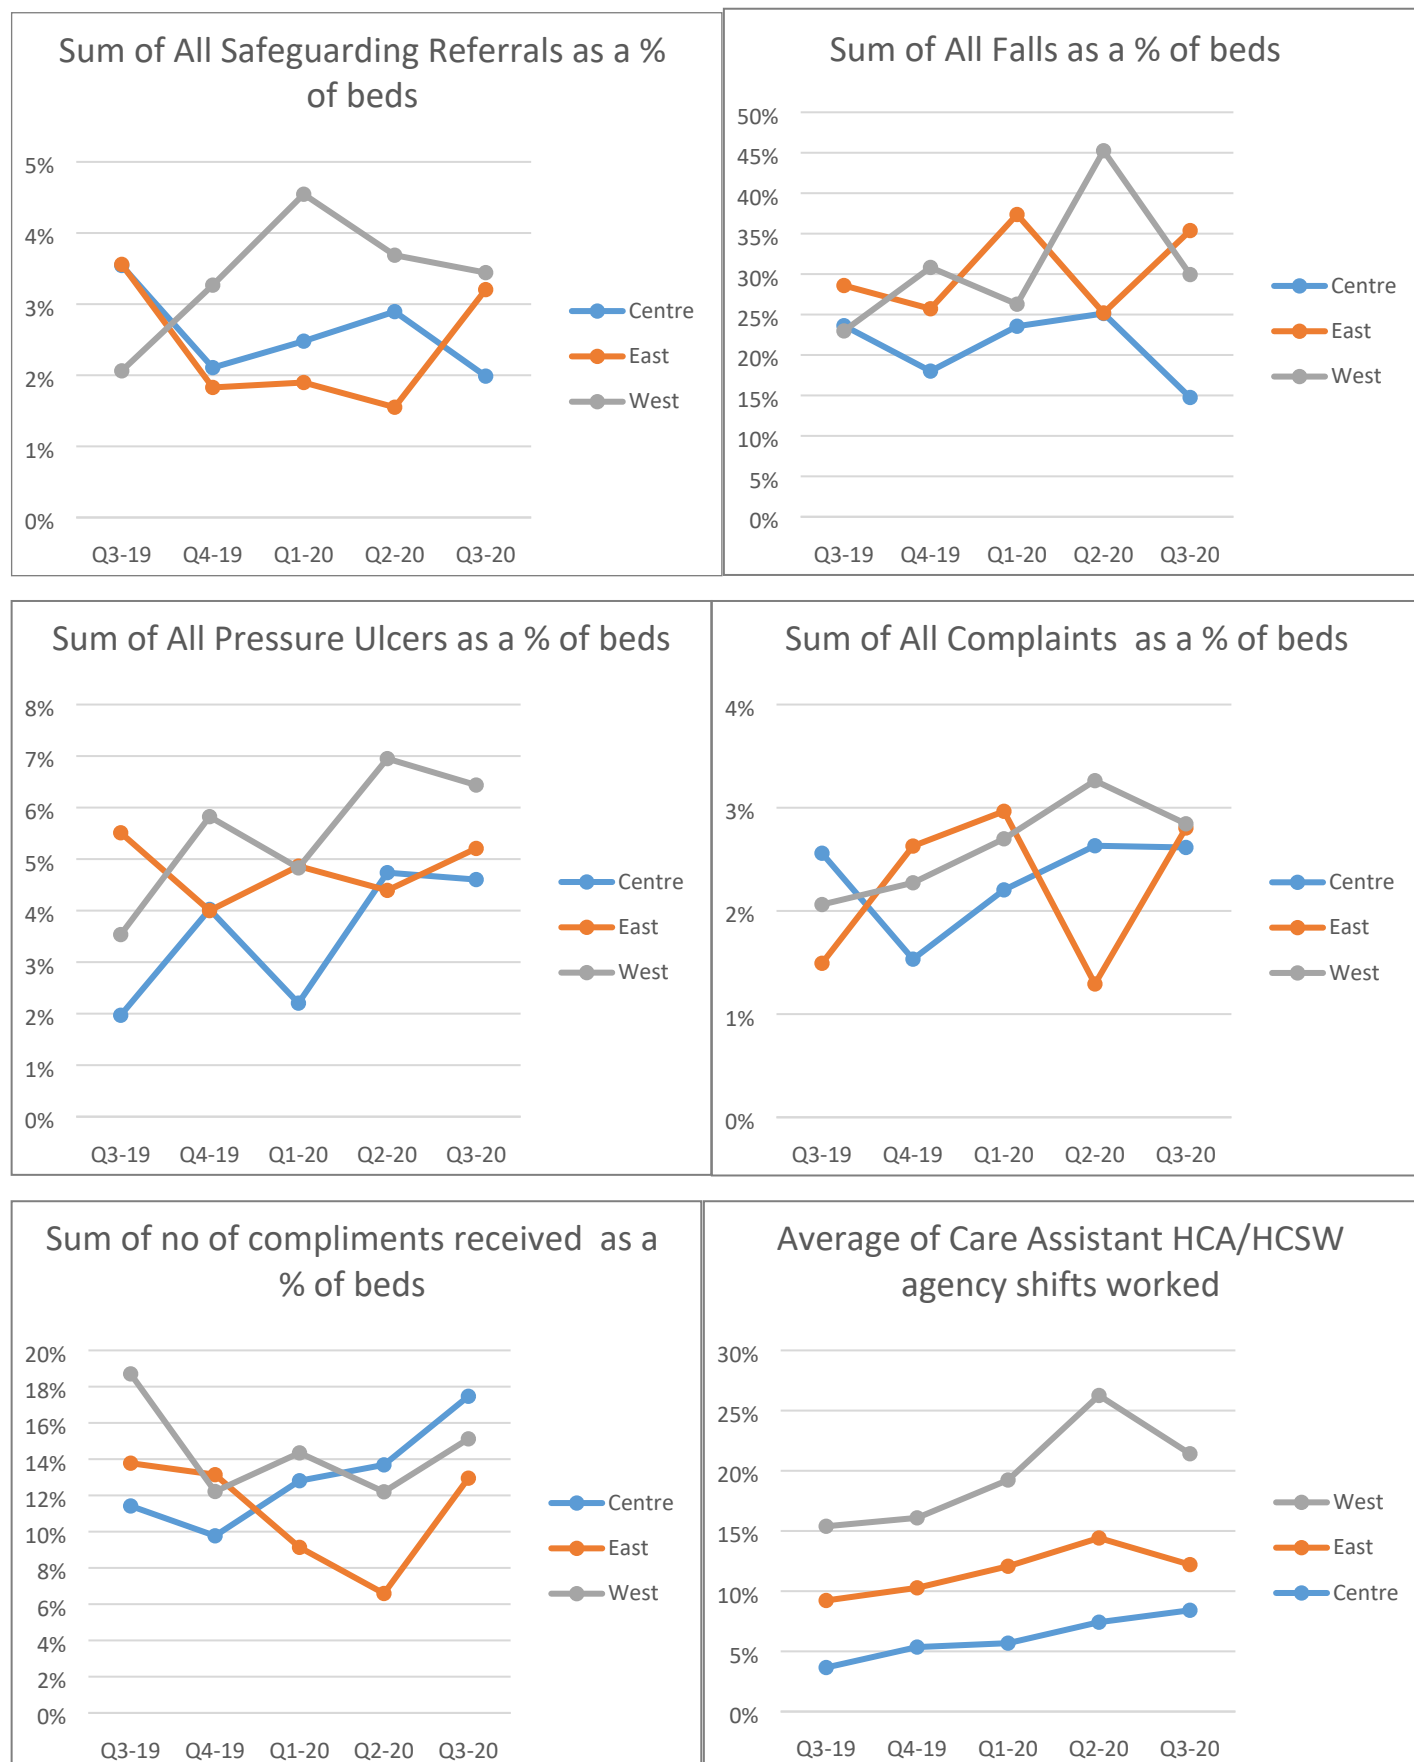 Sum of All Safeguarding Referrals as a %
of beds
5%
4%
3%
2%
1%
0%
Q3-19 Q4-19 Q1-20 Q2-20 Q3-20
Centre
East
West
Sum of All Falls as a % of beds
50%
45%
40%
35%
30%
25%
20%
15%
10%
5%
0%
Q3-19 Q4-19 Q1-20 Q2-20 Q3-20
Centre
East
West
Sum of All Pressure Ulcers as a % of beds
8%
7%
6%
5%
4%
3%
2%
1%
0%
Q3-19 Q4-19 Q1-20 Q2-20 Q3-20
Centre
East
West
Sum of All Complaints as a % of beds
4%
3%
2%
1%
0%
Q3-19 Q4-19 Q1-20 Q2-20 Q3-20
Centre
East
West
Sum of no of compliments received as a
% of beds
20%
18%
16%
14%
12%
10%
8%
6%
4%
2%
0%
Q3-19 Q4-19 Q1-20 Q2-20 Q3-20
Centre
East
West
Average of Care Assistant HCA/HCSW
agency shifts worked
30%
25%
20%
15%
10%
5%
0%
Q3-19 Q4-19 Q1-20 Q2-20 Q3-20
West
East
Centre